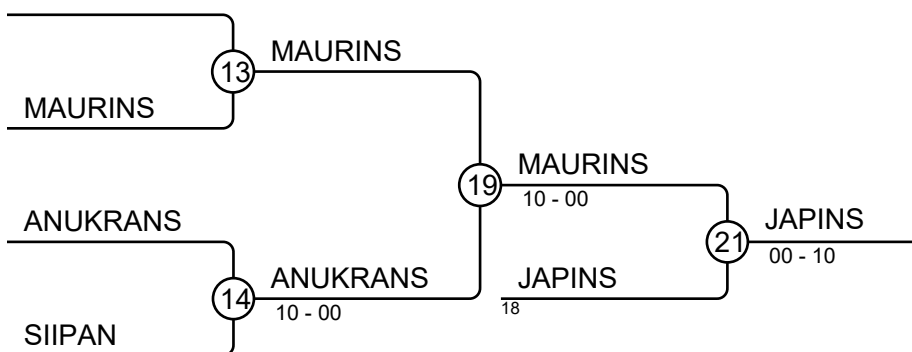 13
MAURINS
MAURINS
19
MAURINS
10 - 00
ANUKRANS
21
JAPINS
00 - 10
14
ANUKRANS
10 - 00
JAPINS
18
SIIPAN